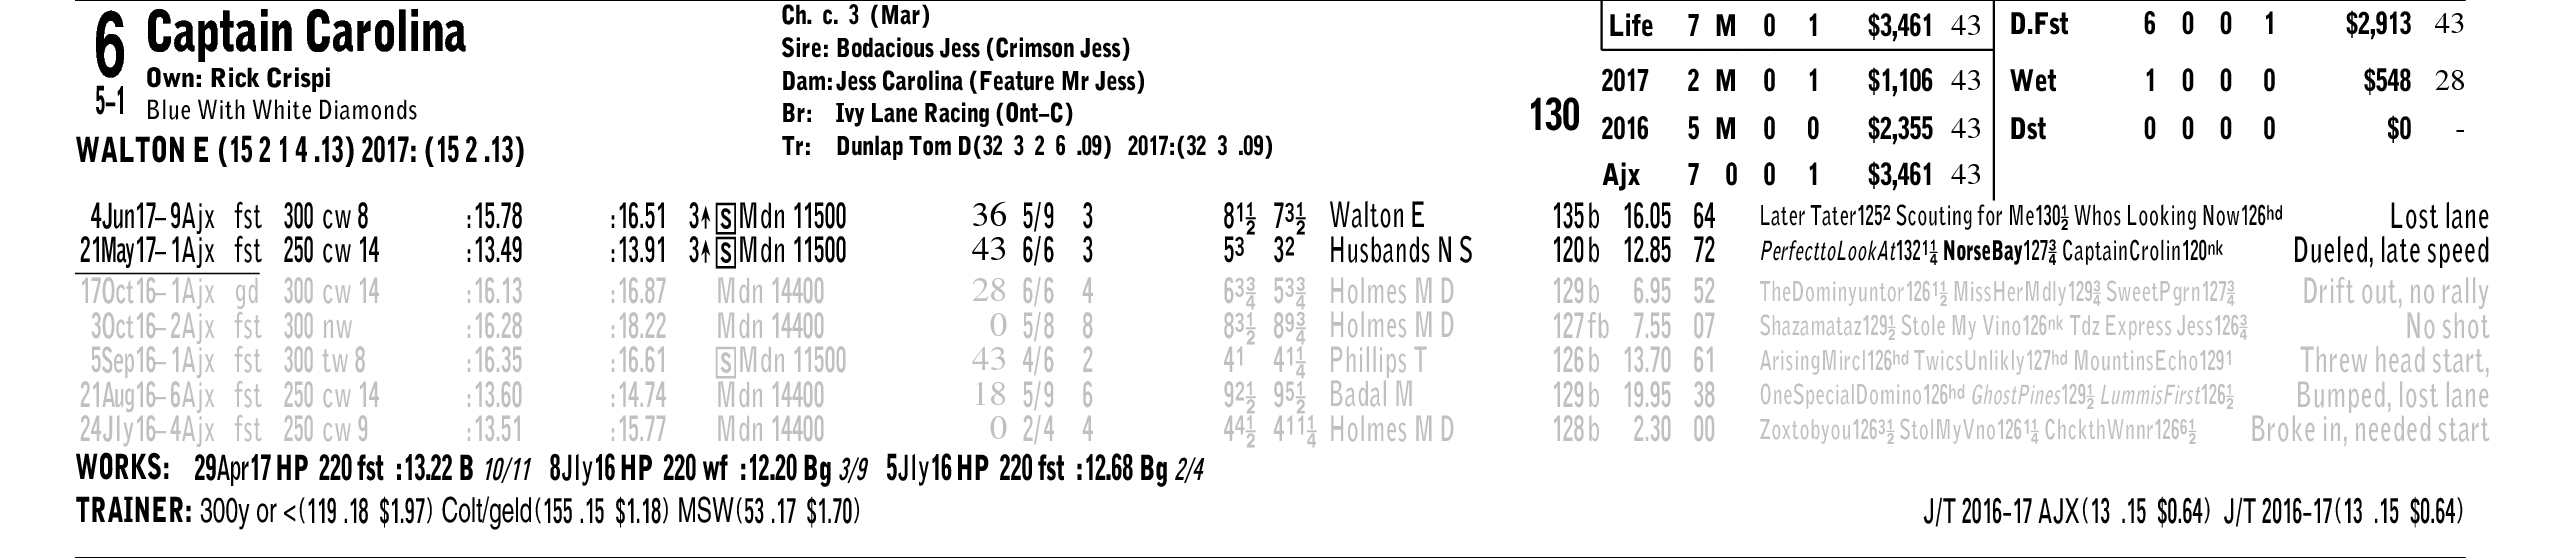 6 Captain Carolina
Own: Rick Crispi
5–1 Blue With White Diamonds
WALTON E (15 2 1 4 .13) 2017: (15 2 .13)
Ch. c. 3 (Mar)
Sire: Bodacious Jess (Crimson Jess)
Dam: Jess Carolina (Feature Mr Jess)
Br: Ivy Lane Racing (Ont–C)
Tr: Dunlap Tom D(32 3 2 6 .09) 2017:(32 3 .09)
130
Life 7 M 0 1 $3,461 43
2017 2 M 0 1 $1,106 43
2016 5 M 0 0 $2,355 43
Ajx 7 0 0 1 $3,461 43
D.Fst 6 0 0 1 $2,913 43
Wet 1 0 0 0 $548 28
Dst 0 0 0 0 $0 -
4Jun17–9Ajx fst 300 cw 8 :15.78 :16.51 3↑ S Mdn 11500 36 5/9 3 81½ 73½ Walton E 135b 16.05 64 Later Tater125² Scouting for Me130½ Whos Looking Now126hd Lost lane
21May17–1Ajx fst 250 cw 14 :13.49 :13.91 3↑ S Mdn 11500 43 6/6 3 5³ 3² Husbands N S 120b 12.85 72 PerfecttoLookAt1321¼ NorseBay127¾ CaptainCrolin120nk Dueled, late speed
17Oct16–1Ajx gd 300 cw 14 :16.13 :16.87 Mdn 14400 28 6/6 4 63¾ 53¾ Holmes M D 129b 6.95 52 TheDominyuntor1261½ MissHerMdly129¾ SweetPgrn127¾ Drift out, no rally
3Oct16–2Ajx fst 300 nw :16.28 :18.22 Mdn 14400 0 5/8 8 83½ 89¾ Holmes M D 127fb 7.55 07 Shazamataz129½ Stole My Vino126nk Tdz Express Jess126¾ No shot
5Sep16–1Ajx fst 300 tw 8 :16.35 :16.61 S Mdn 11500 43 4/6 2 4¹ 41¼ Phillips T 126b 13.70 61 ArisingMircl126hd TwicsUnlikly127hd MountinsEcho129¹ Threw head start,
21Aug16–6Ajx fst 250 cw 14 :13.60 :14.74 Mdn 14400 18 5/9 6 92½ 95½ Badal M 129b 19.95 38 OneSpecialDomino126hd GhostPines129½ LummisFirst126½ Bumped, lost lane
24Jly16–4Ajx fst 250 cw 9 :13.51 :15.77 Mdn 14400 0 2/4 4 44½ 411¼ Holmes M D 128b 2.30 00 Zoxtobyou1263½ StolMyVno1261¼ ChckthWnnr1266½ Broke in, needed start
WORKS: 29Apr17 HP 220 fst :13.22 B 10/11 8Jly16 HP 220 wf :12.20 Bg 3/9 5Jly16 HP 220 fst :12.68 Bg 2/4
TRAINER: 300y or <(119 .18 $1.97) Colt/geld(155 .15 $1.18) MSW(53 .17 $1.70) J/T 2016-17 AJX(13 .15 $0.64) J/T 2016-17(13 .15 $0.64)